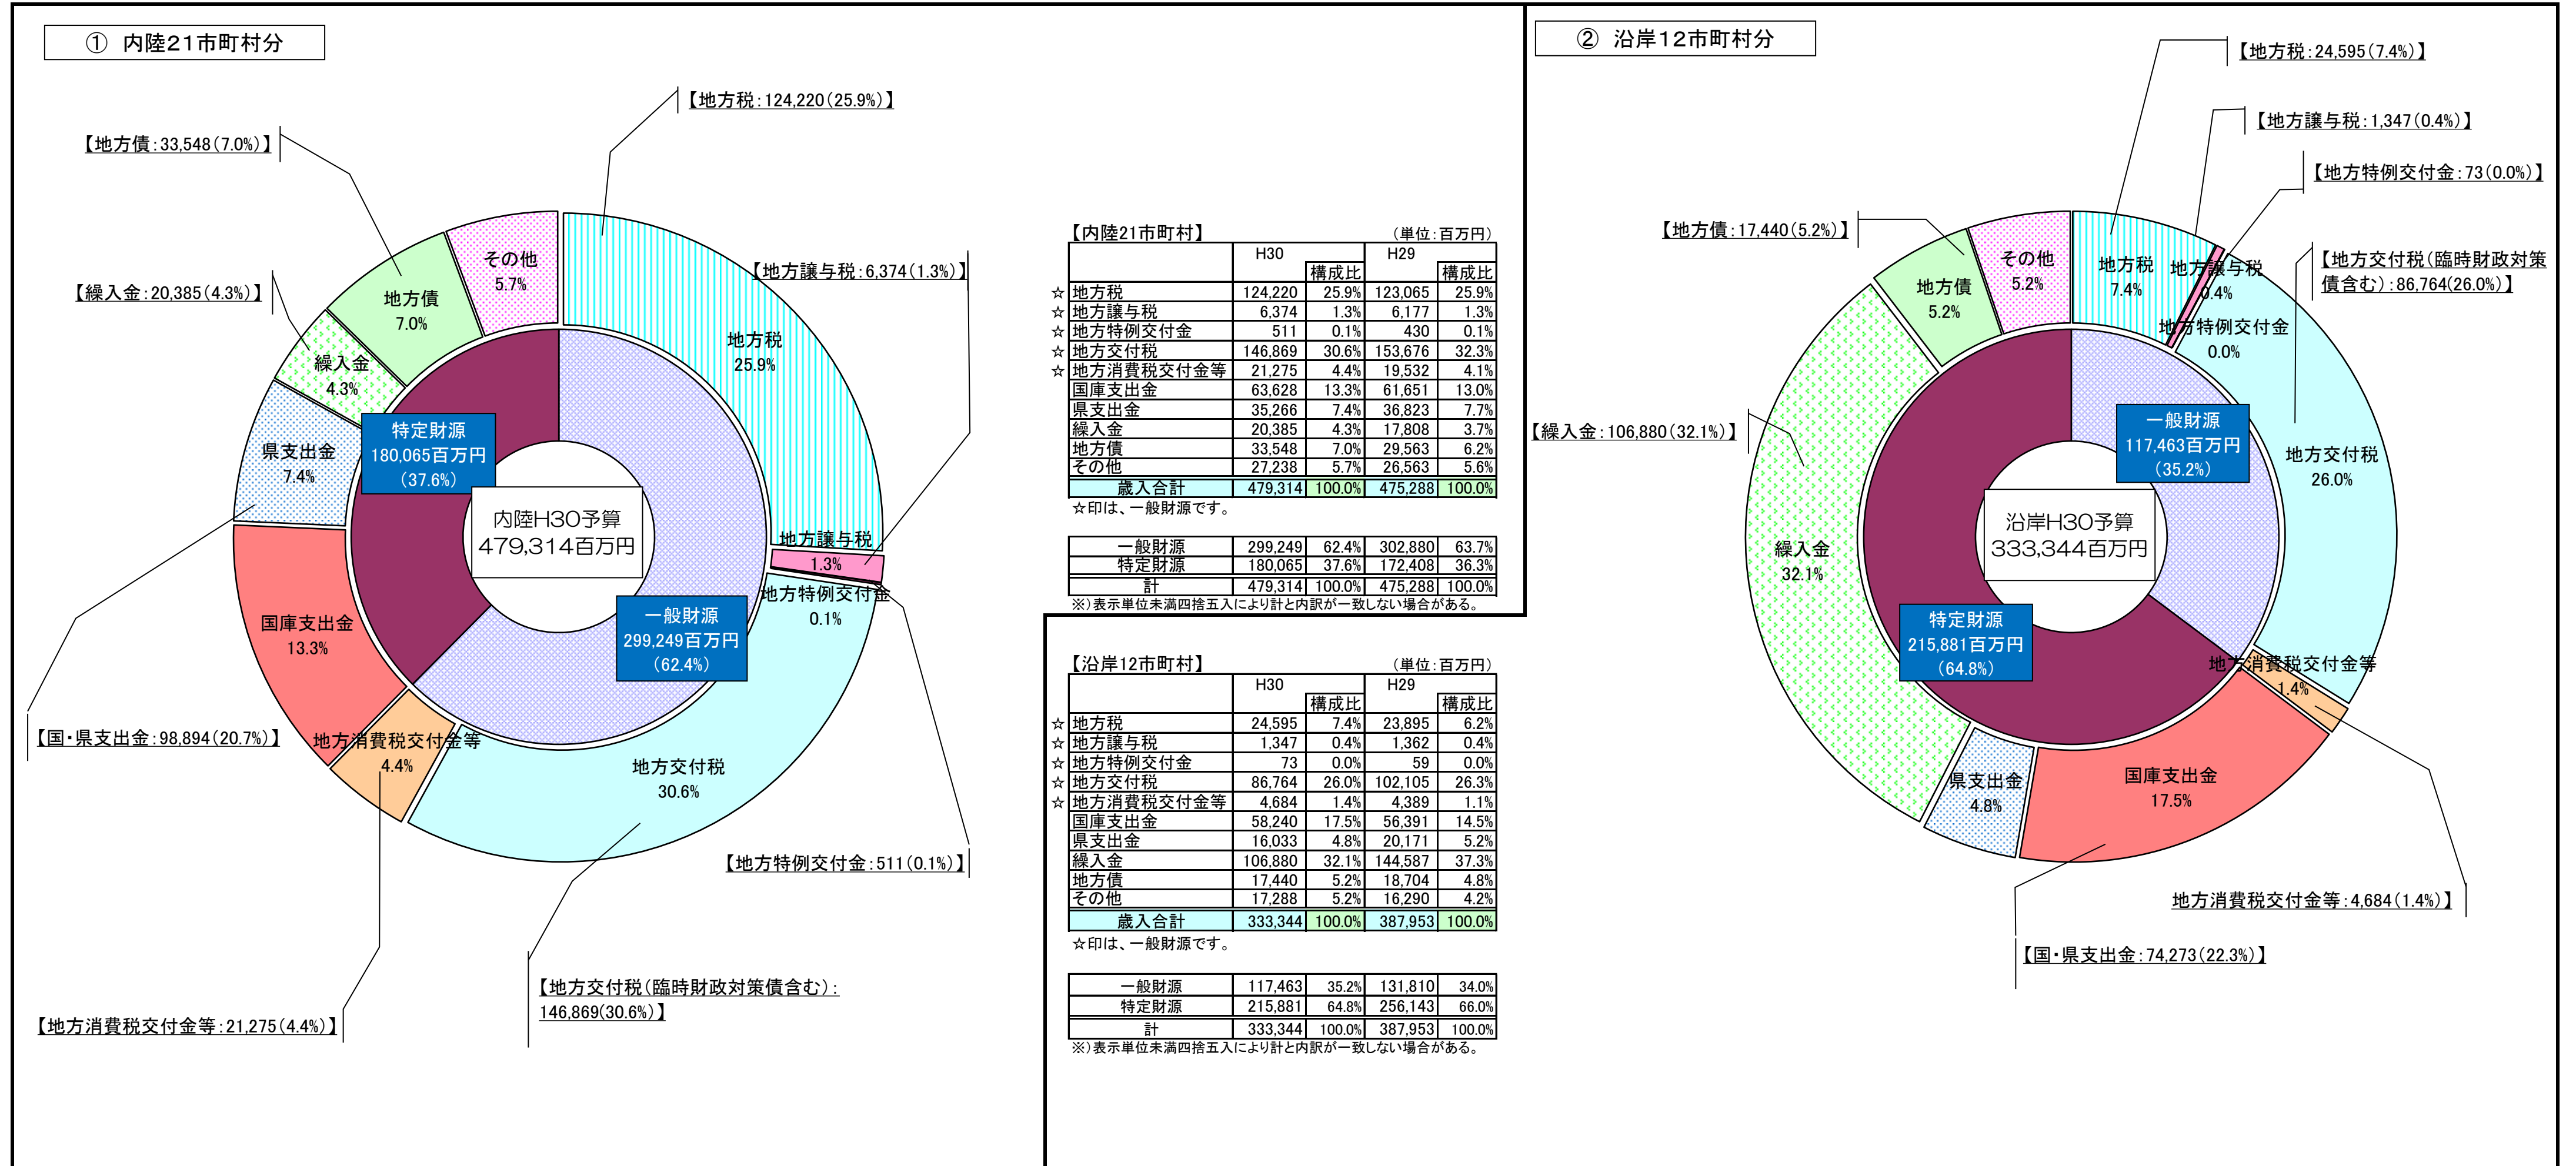 ① 内陸21市町村分
【地方税：124,220(25.9%)】
【地方債：33,548(7.0%)】
【地方譲与税：6,374(1.3%)】
【繰入金：20,385(4.3%)】
その他
5.7%
地方債
7.0%
地方税
25.9%
繰入金
4.3%
県支出金
7.4%
特定財源
180,065百万円
（37.6%）
内陸H30予算
479,314百万円
地方譲与税
1.3%
地方特例交付金
0.1%
一般財源
299,249百万円
（62.4%）
国庫支出金
13.3%
【国・県支出金：98,894(20.7%)】
地方消費税交付金等
4.4%
地方交付税
30.6%
【地方特例交付金：511(0.1%)】
【地方交付税（臨時財政対策債含む）：
146,869(30.6%)】
【地方消費税交付金等：21,275(4.4%)】
【内陸21市町村】 （単位：百万円）
H30 H29
構成比 構成比
☆ 地方税 124,220 25.9% 123,065 25.9%
☆ 地方譲与税 6,374 1.3% 6,177 1.3%
☆ 地方特例交付金 511 0.1% 430 0.1%
☆ 地方交付税 146,869 30.6% 153,676 32.3%
☆ 地方消費税交付金等 21,275 4.4% 19,532 4.1%
国庫支出金 63,628 13.3% 61,651 13.0%
県支出金 35,266 7.4% 36,823 7.7%
繰入金 20,385 4.3% 17,808 3.7%
地方債 33,548 7.0% 29,563 6.2%
その他 27,238 5.7% 26,563 5.6%
歳入合計 479,314 100.0% 475,288 100.0%
☆印は、一般財源です。
一般財源 299,249 62.4% 302,880 63.7%
特定財源 180,065 37.6% 172,408 36.3%
計 479,314 100.0% 475,288 100.0%
※）表示単位未満四捨五入により計と内訳が一致しない場合がある。
【沿岸12市町村】 （単位：百万円）
H30 H29
構成比 構成比
☆ 地方税 24,595 7.4% 23,895 6.2%
☆ 地方譲与税 1,347 0.4% 1,362 0.4%
☆ 地方特例交付金 73 0.0% 59 0.0%
☆ 地方交付税 86,764 26.0% 102,105 26.3%
☆ 地方消費税交付金等 4,684 1.4% 4,389 1.1%
国庫支出金 58,240 17.5% 56,391 14.5%
県支出金 16,033 4.8% 20,171 5.2%
繰入金 106,880 32.1% 144,587 37.3%
地方債 17,440 5.2% 18,704 4.8%
その他 17,288 5.2% 16,290 4.2%
歳入合計 333,344 100.0% 387,953 100.0%
☆印は、一般財源です。
一般財源 117,463 35.2% 131,810 34.0%
特定財源 215,881 64.8% 256,143 66.0%
計 333,344 100.0% 387,953 100.0%
※）表示単位未満四捨五入により計と内訳が一致しない場合がある。
② 沿岸12市町村分
【地方税：24,595(7.4%)】
【地方譲与税：1,347(0.4%)】
【地方特例交付金：73(0.0%)】
【地方債：17,440(5.2%)】
【地方交付税（臨時財政対策
債含む）：86,764(26.0%)】
その他
5.2%
地方税
7.4%
地方譲与税
0.4%
地方債
5.2%
地方特例交付金
0.0%
【繰入金：106,880(32.1%)】
一般財源
117,463百万円
（35.2%）
地方交付税
26.0%
沿岸H30予算
333,344百万円
繰入金
32.1%
特定財源
215,881百万円
（64.8%）
地方消費税交付金等
1.4%
県支出金
4.8%
国庫支出金
17.5%
地方消費税交付金等：4,684(1.4%)】
【国・県支出金：74,273(22.3%)】